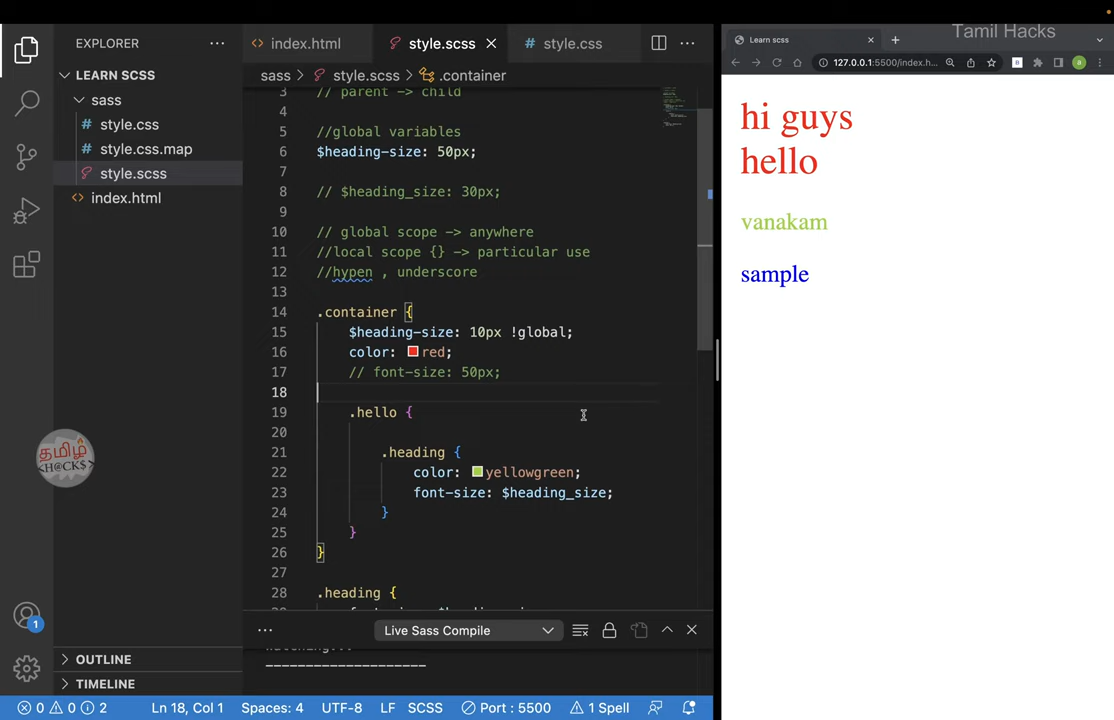 Tamil Hacks
EXPLORER
LEARN SCSS
sass
style.css
style.css.map
style.scss
index.html
OUTLINE
TIMELINE
1
index.html
style.scss
style.css
sass > style.scss > .container
3 // parent -> child
4
5 //global variables
6 $heading-size: 50px;
7
8 // $heading_size: 30px;
9
10 // global scope -> anywhere
11 //local scope {} -> particular use
12 //hypen , underscore
13
14 .container {
15 $heading-size: 10px !global;
16 color: red;
17 // font-size: 50px;
18
19 .hello {
20
21 .heading {
22 color: yellowgreen;
23 font-size: $heading_size;
24 }
25 }
26 }
27
28 .heading {
Live Sass Compile
--------------------
தமிழ்
<H@CK$>
0 0 2
Ln 18, Col 1
Spaces: 4
UTF-8
LF
SCSS
Port : 5500
1 Spell
Learn scss
127.0.0.1:5500/index.h...
B
a
hi guys
hello
vanakam
sample